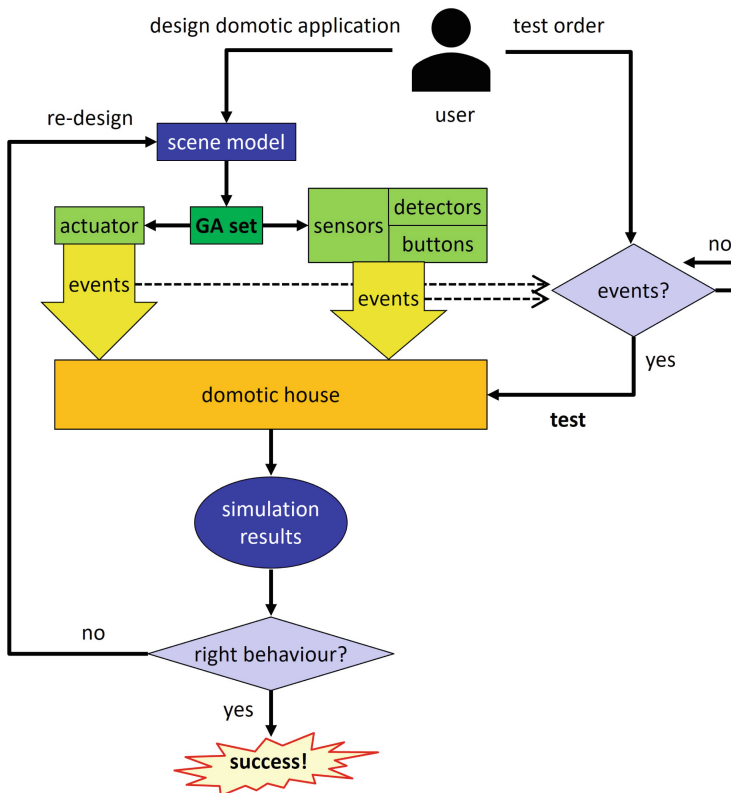 design domotic application
test order
user
re-design
scene model
actuator
GA set
sensors
detectors
buttons
no
events
events
events?
yes
domotic house
test
simulation
results
no
right behaviour?
yes
success!